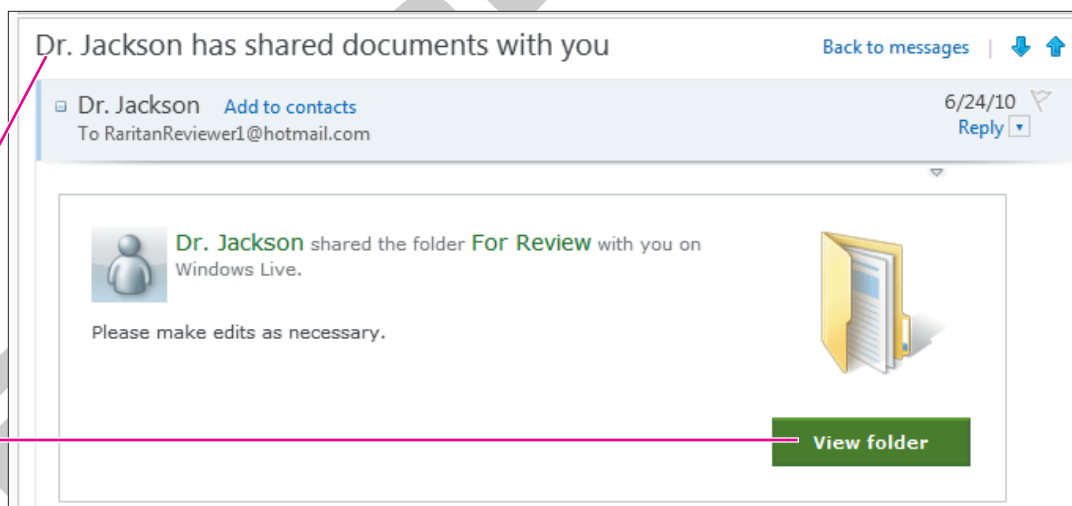 Dr. Jackson has shared documents with you
Back to messages |
Dr. Jackson Add to contacts
6/24/10
To RaritanReviewer1@hotmail.com
Reply
Dr. Jackson shared the folder For Review with you on
Windows Live.
Please make edits as necessary.
View folder